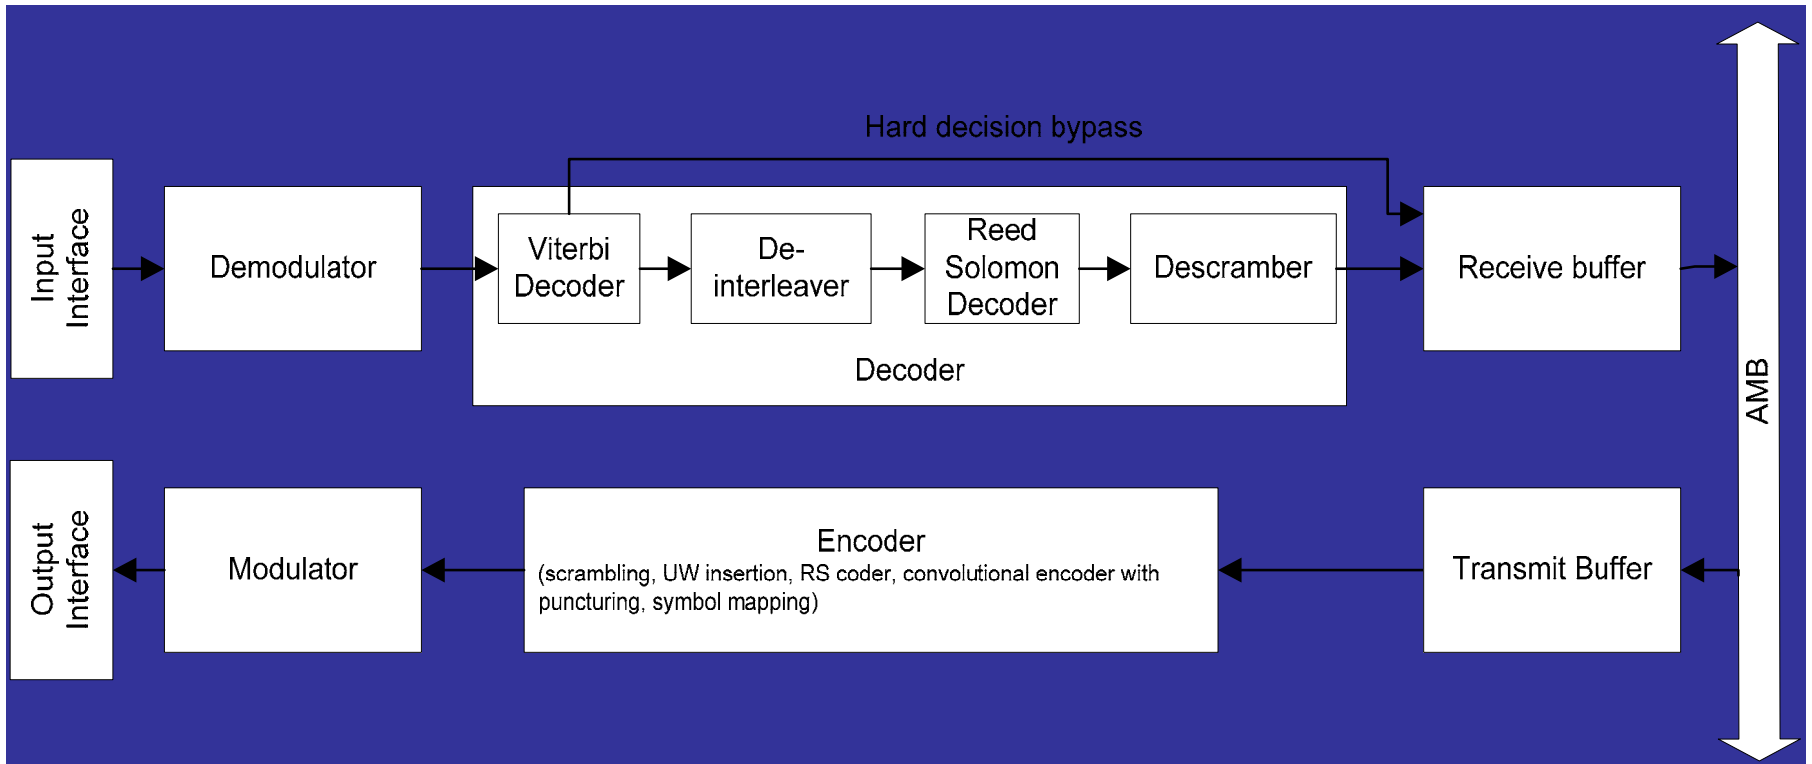 Hard decision bypass
Input
Interface
Demodulator
Viterbi
Decoder
De-
interleaver
Reed
Solomon
Decoder
Descramber
Receive buffer
Decoder
AMB
Output
Interface
Modulator
Encoder
(scrambling, UW insertion, RS coder, convolutional encoder with
puncturing, symbol mapping)
Transmit Buffer